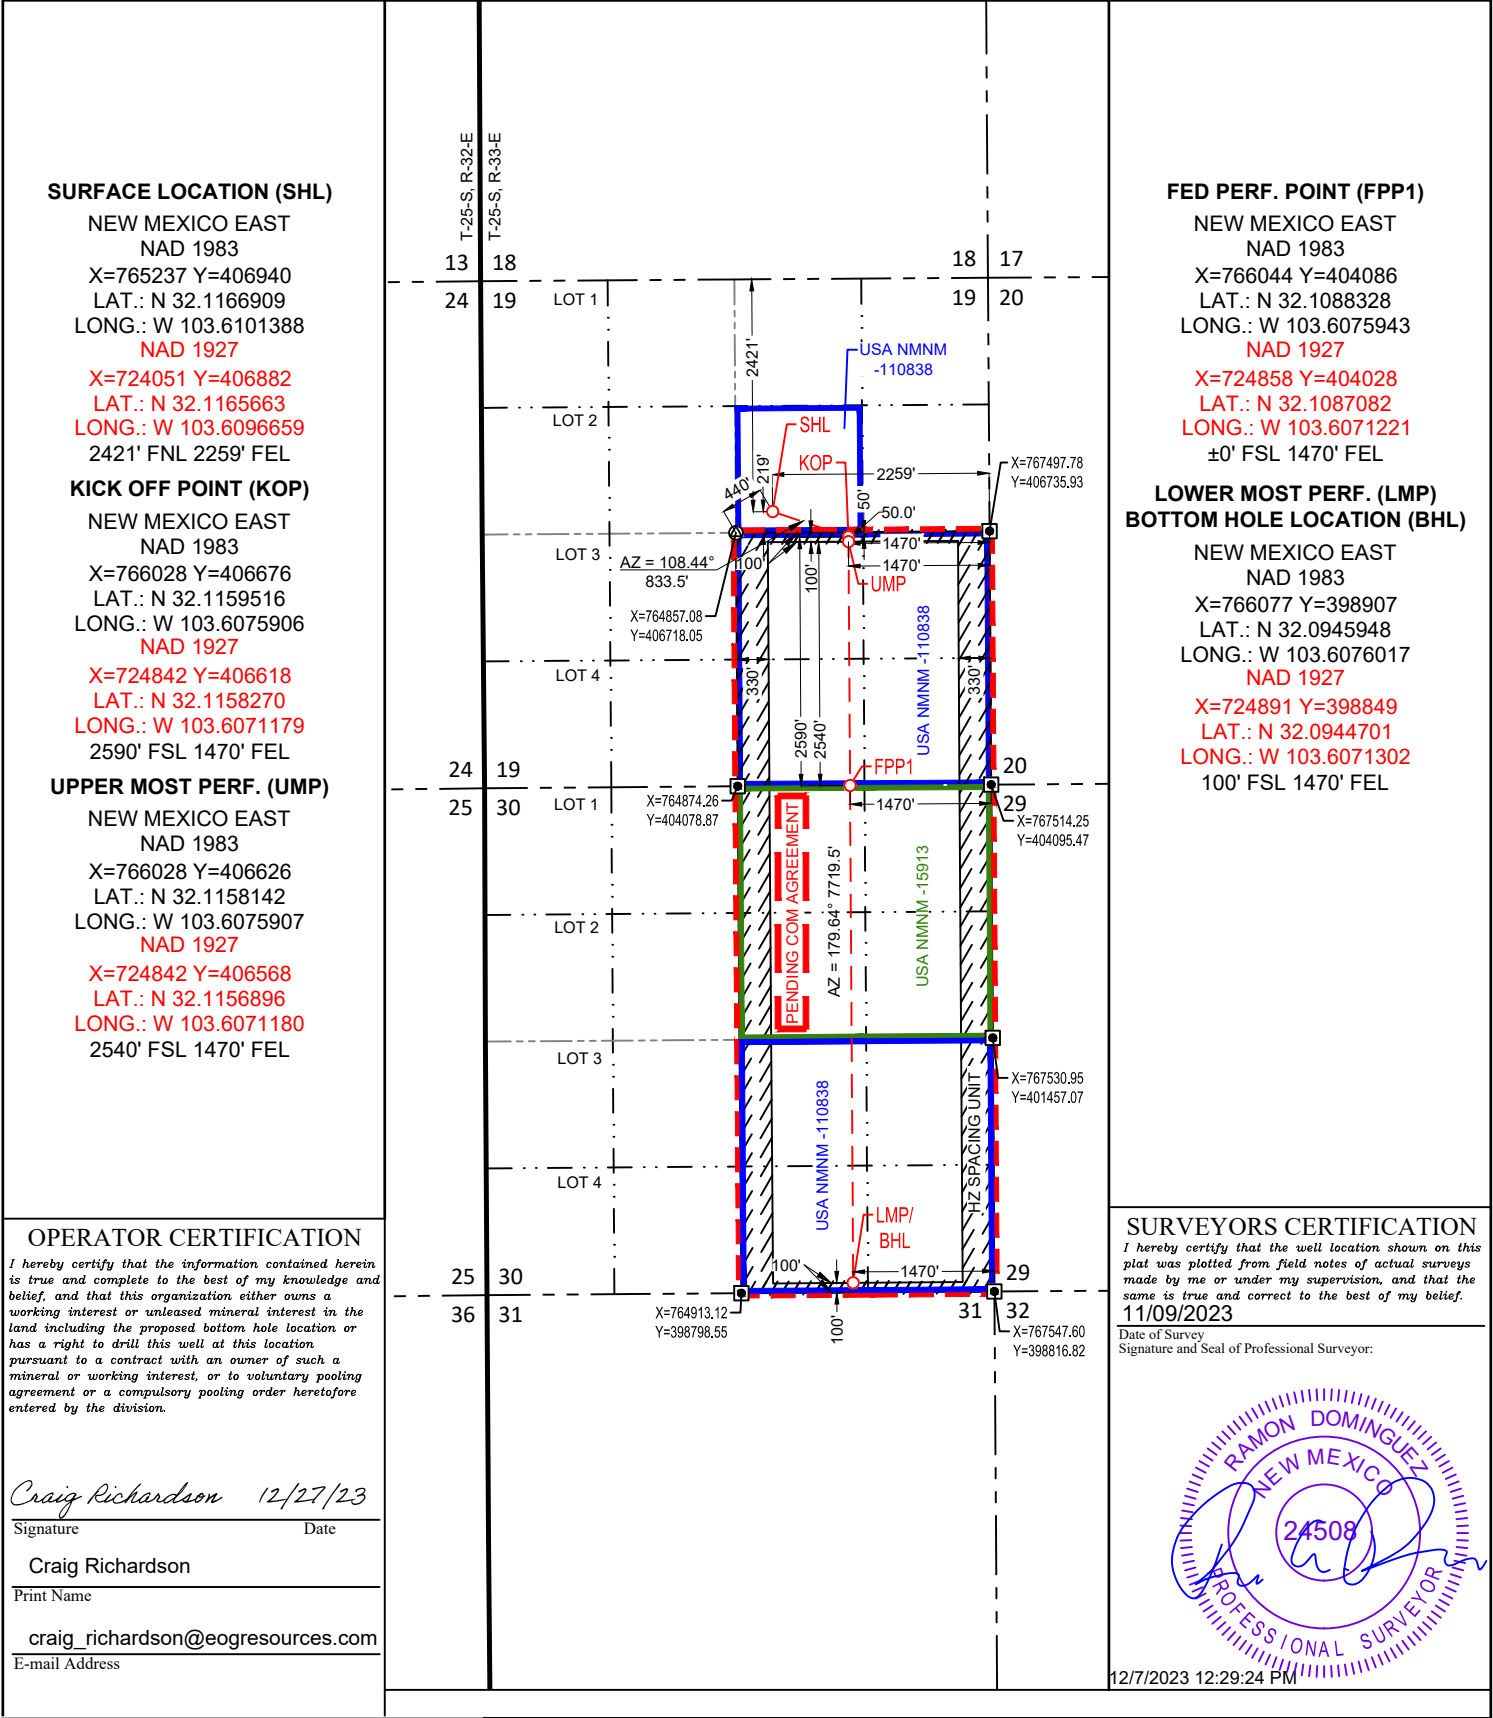 SURFACE LOCATION (SHL)
NEW MEXICO EAST
NAD 1983
X=765237 Y=406940
LAT.: N 32.1166909
LONG.: W 103.6101388
NAD 1927
X=724051 Y=406882
LAT.: N 32.1165663
LONG.: W 103.6096659
2421' FNL 2259' FEL
KICK OFF POINT (KOP)
NEW MEXICO EAST
NAD 1983
X=766028 Y=406676
LAT.: N 32.1159516
LONG.: W 103.6075906
NAD 1927
X=724842 Y=406618
LAT.: N 32.1158270
LONG.: W 103.6071179
2590' FSL 1470' FEL
UPPER MOST PERF. (UMP)
NEW MEXICO EAST
NAD 1983
X=766028 Y=406626
LAT.: N 32.1158142
LONG.: W 103.6075907
NAD 1927
X=724842 Y=406568
LAT.: N 32.1156896
LONG.: W 103.6071180
2540' FSL 1470' FEL
OPERATOR CERTIFICATION
I hereby certify that the information contained herein
is true and complete to the best of my knowledge and
belief, and that this organization either owns a
working interest or unleased mineral interest in the
land including the proposed bottom hole location or
has a right to drill this well at this location
pursuant to a contract with an owner of such a
mineral or working interest, or to voluntary pooling
agreement or a compulsory pooling order heretofore
entered by the division.
Craig Richardson 12/27/23
Signature Date
Craig Richardson
Print Name
craig_richardson@eogresources.com
E-mail Address
T-25-S, R-32-E
T-25-S, R-33-E
13 18
18 17
24 19
19 20
LOT 1
2421'
USA NMNM
-110838
LOT 2
SHL
KOP
219'
440'
2259'
X=767497.78
Y=406735.93
50'
50.0'
LOT 3
AZ = 108.44°
833.5'
100'
100'
1470'
1470'
UMP
X=764857.08
Y=406718.05
LOT 4
330'
330'
2590'
2540'
USA NMNM -110838
FPP1
24 19
20
25 30
29
LOT 1
X=764874.26
Y=404078.87
1470'
X=767514.25
Y=404095.47
PENDING COM AGREEMENT
AZ = 179.64° 7719.5'
USA NMNM -15913
LOT 2
LOT 3
X=767530.95
Y=401457.07
HZ SPACING UNIT
USA NMNM -110838
LOT 4
LMP/
BHL
100'
1470'
25 30
29
36 31
31 32
X=764913.12
Y=398798.55
100'
X=767547.60
Y=398816.82
FED PERF. POINT (FPP1)
NEW MEXICO EAST
NAD 1983
X=766044 Y=404086
LAT.: N 32.1088328
LONG.: W 103.6075943
NAD 1927
X=724858 Y=404028
LAT.: N 32.1087082
LONG.: W 103.6071221
±0' FSL 1470' FEL
LOWER MOST PERF. (LMP)
BOTTOM HOLE LOCATION (BHL)
NEW MEXICO EAST
NAD 1983
X=766077 Y=398907
LAT.: N 32.0945948
LONG.: W 103.6076017
NAD 1927
X=724891 Y=398849
LAT.: N 32.0944701
LONG.: W 103.6071302
100' FSL 1470' FEL
SURVEYORS CERTIFICATION
I hereby certify that the well location shown on this
plat was plotted from field notes of actual surveys
made by me or under my supervision, and that the
same is true and correct to the best of my belief.
11/09/2023
Date of Survey
Signature and Seal of Professional Surveyor:
RAMON DOMINGUEZ
NEW MEXICO
24508
PROFESSIONAL SURVEYOR
12/7/2023 12:29:24 PM